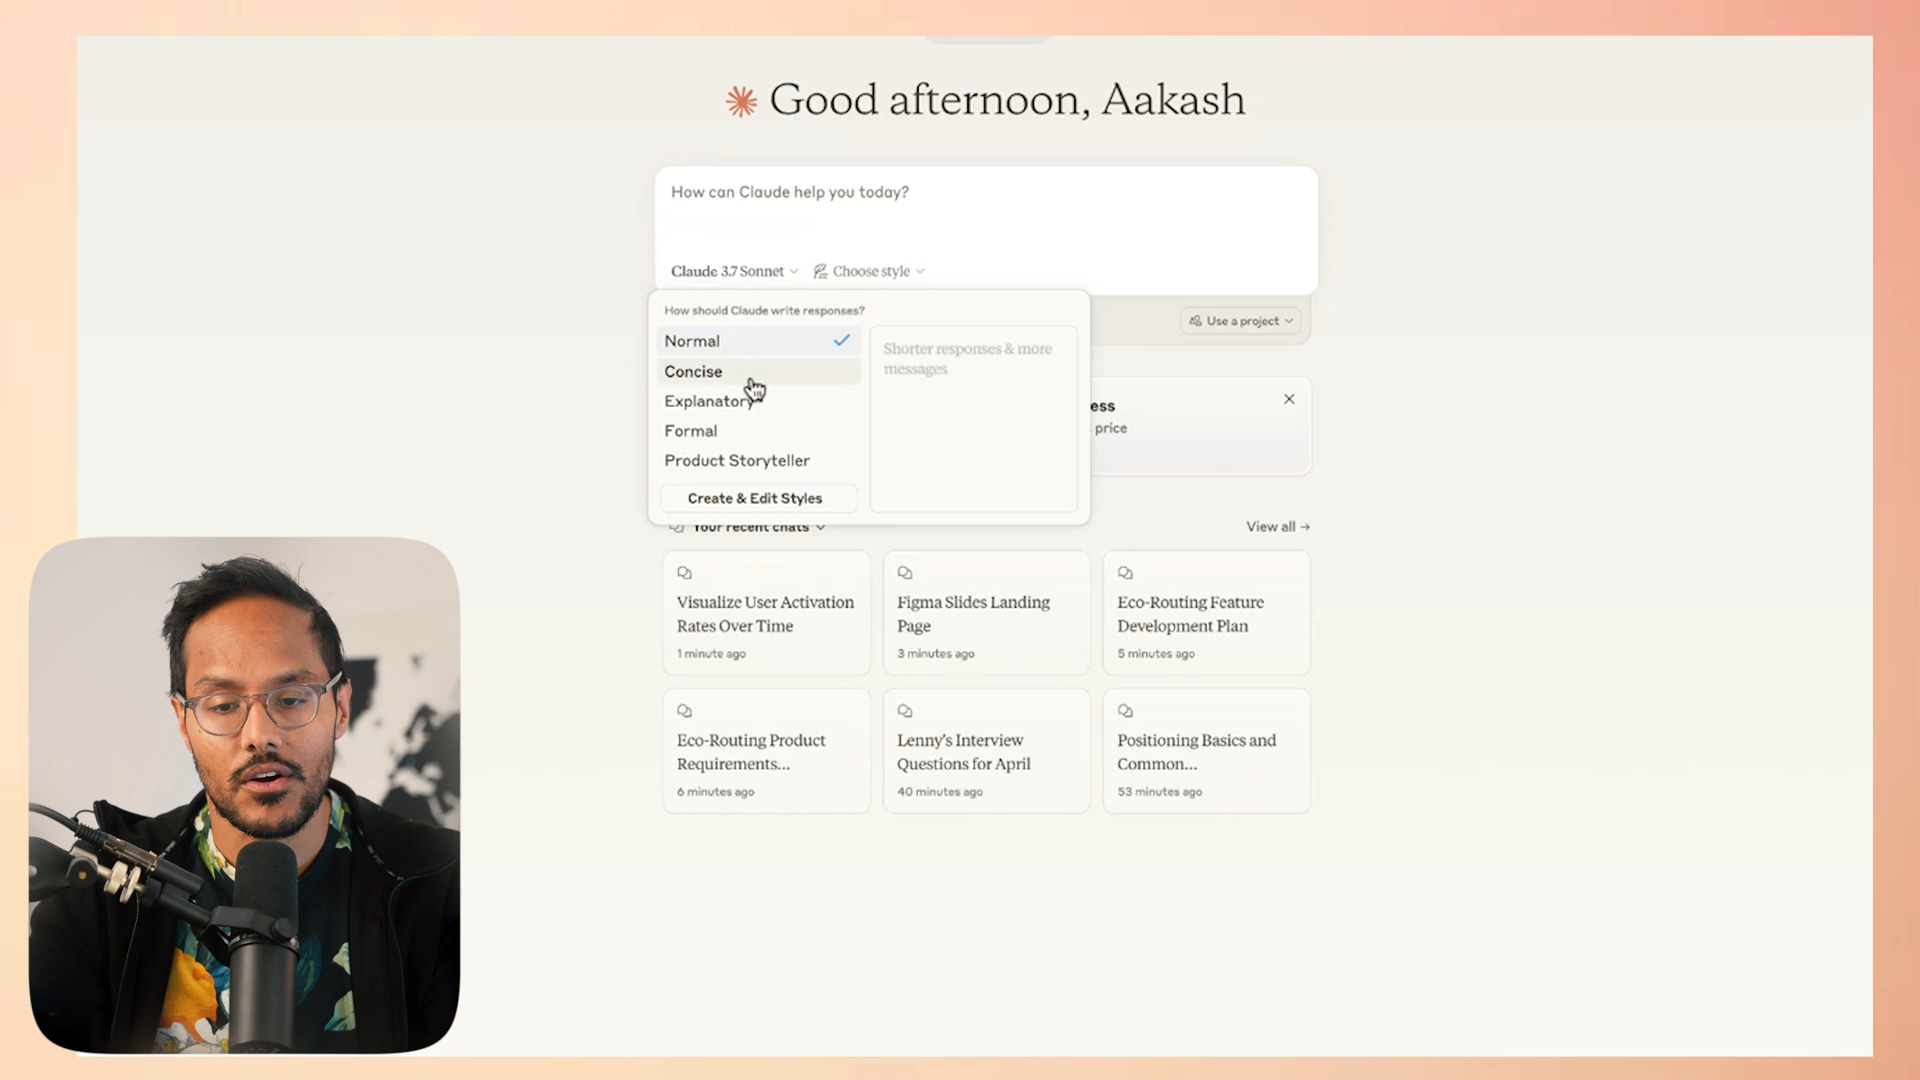 Good afternoon, Aakash
How can Claude help you today?
Claude 3.7 Sonnet
Choose style
How should Claude write responses?
Normal
Concise
Explanatory
Formal
Product Storyteller
Create & Edit Styles
Shorter responses & more
messages
Use a project
ess
price
Your recent chats
View all →
Visualize User Activation
Rates Over Time
1 minute ago
Figma Slides Landing
Page
3 minutes ago
Eco-Routing Feature
Development Plan
5 minutes ago
Eco-Routing Product
Requirements...
6 minutes ago
Lenny's Interview
Questions for April
40 minutes ago
Positioning Basics and
Common...
53 minutes ago